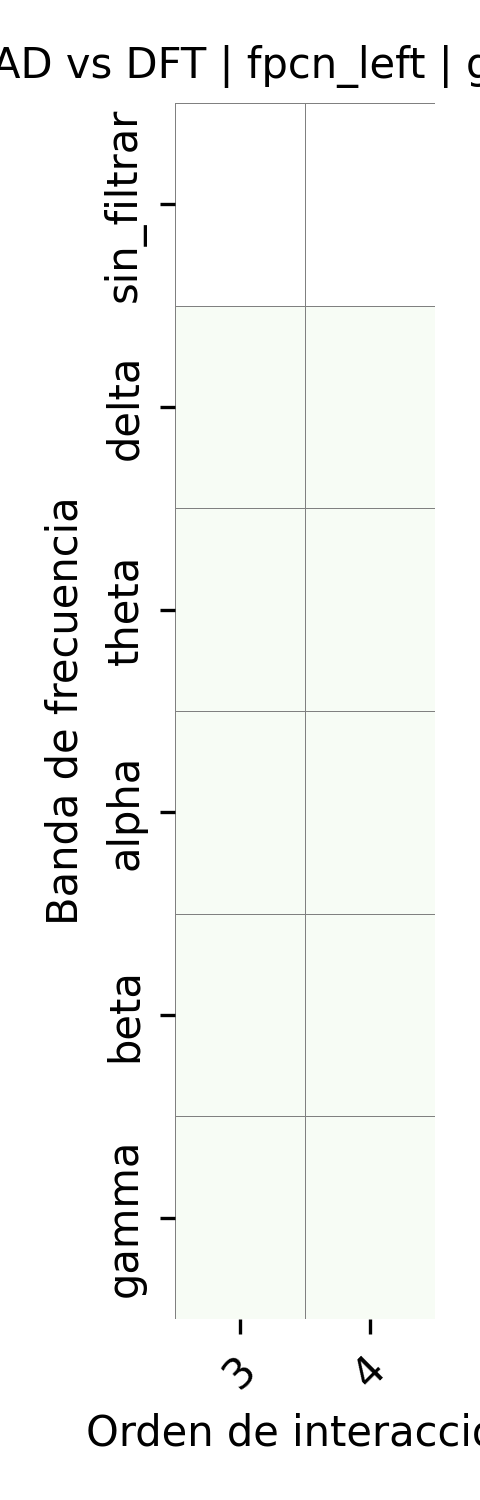 AD vs DFT | fpcn_left | g
sin_filtrar
delta
theta
alpha
beta
gamma
Banda de frecuencia
3 4
Orden de interacci